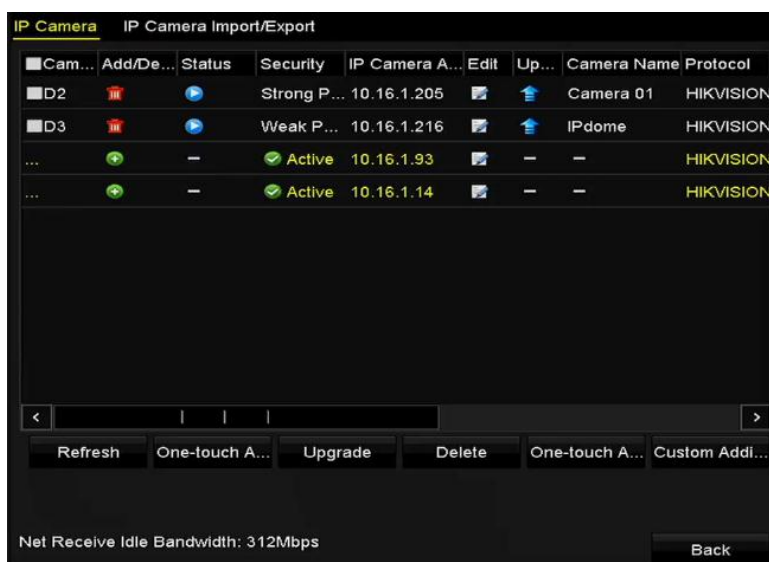 IP Camera IP Camera Import/Export
Cam... Add/De... Status Security IP Camera A... Edit Up... Camera Name Protocol
D2 Strong P... 10.16.1.205 Camera 01 HIKVISION
D3 Weak P... 10.16.1.216 IPdome HIKVISION
... — Active 10.16.1.93 — — HIKVISION
... — Active 10.16.1.14 — — HIKVISION
Refresh One-touch A... Upgrade Delete One-touch A... Custom Addi...
Net Receive Idle Bandwidth: 312Mbps
Back